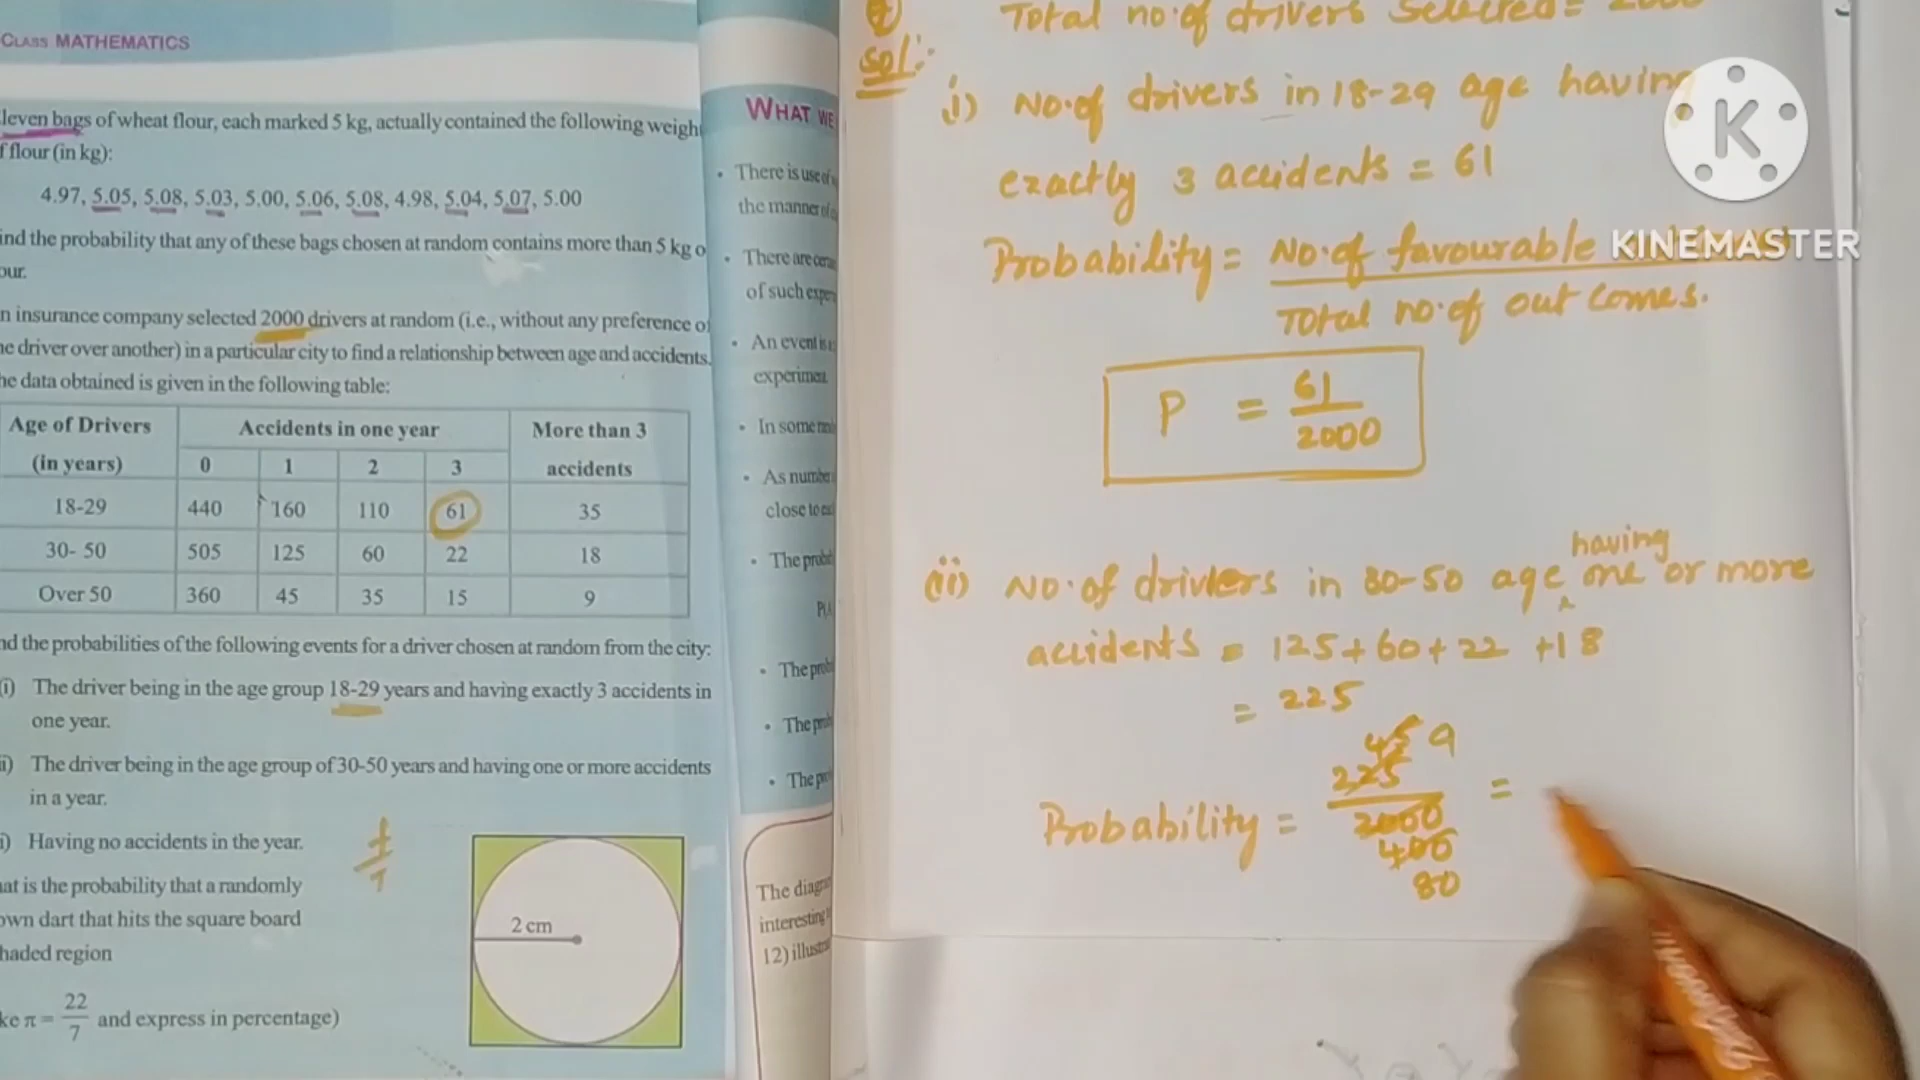 CLASS MATHEMATICS
leven bags of wheat flour, each marked 5 kg, actually contained the following weigh
f flour (in kg):
4.97, 5.05, 5.08, 5.03, 5.00, 5.06, 5.08, 4.98, 5.04, 5.07, 5.00
ind the probability that any of these bags chosen at random contains more than 5 kg o
our.
n insurance company selected 2000 drivers at random (i.e., without any preference of
ne driver over another) in a particular city to find a relationship between age and accidents.
he data obtained is given in the following table:
Age of Drivers (in years) Accidents in one year More than 3 accidents
0 1 2 3
18-29 440 160 110 61 35
30- 50 505 125 60 22 18
Over 50 360 45 35 15 9
nd the probabilities of the following events for a driver chosen at random from the city:
(i) The driver being in the age group 18-29 years and having exactly 3 accidents in
one year.
ii) The driver being in the age group of 30-50 years and having one or more accidents
in a year.
i) Having no accidents in the year.
hat is the probability that a randomly
own dart that hits the square board
haded region
ke π = 22/7 and express in percentage)
2 cm
WHAT WE
• There is use of
the manner of
• There are
of such
• An event is
experiment.
• In some
• As number
close to
• The
• The
• The
• The
The
interesting
12)
Total no.of drivers selected = 2000
Sol:-
i) No.of drivers in 18-29 age having
exactly 3 accidents = 61
Probability = No.of favourable
Total no.of out comes.
P = 61/2000
(ii) No.of drivers in 30-50 age having one or more
accidents = 125+60+22 +18
= 225
45 9
Probability = 225/2000 =
400
80
K
KINEMASTER